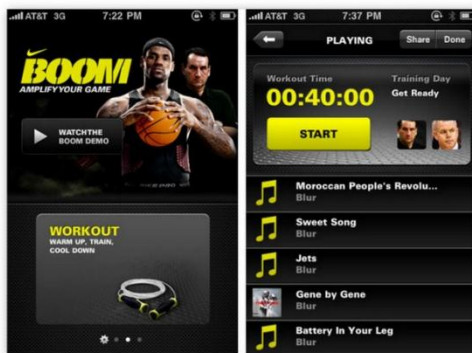 AT&T 3G 7:22 PM
BOOM
AMPLIFY YOUR GAME
WATCH THE
BOOM DEMO
WORKOUT
WARM UP, TRAIN,
COOL DOWN
AT&T 3G 7:37 PM
PLAYING Share Done
Workout Time Training Day
00:40:00 Get Ready
START
Moroccan People's Revolu...
Blur
Sweet Song
Blur
Jets
Blur
Gene by Gene
Blur
Battery In Your Leg
Blur